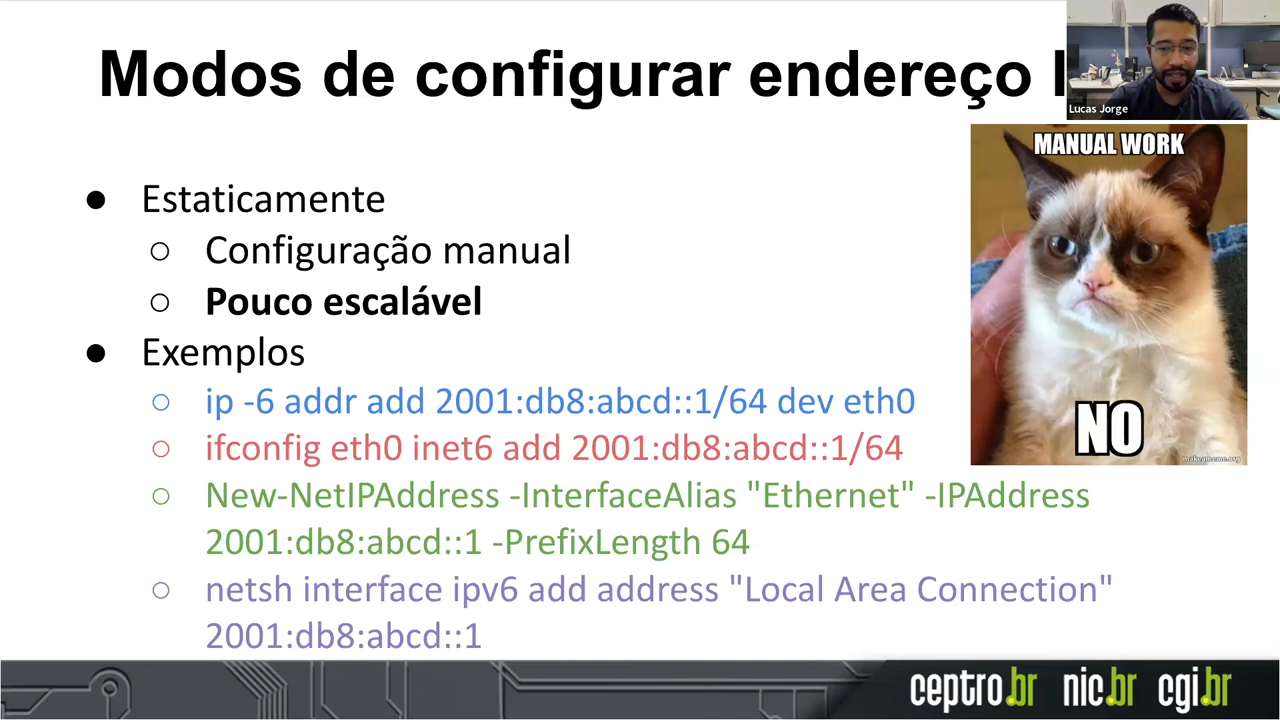 Modos de configurar endereço I
Lucas Jorge
MANUAL WORK
NO
makeameme.org
● Estaticamente
○ Configuração manual
○ Pouco escalável
● Exemplos
○ ip -6 addr add 2001:db8:abcd::1/64 dev eth0
○ ifconfig eth0 inet6 add 2001:db8:abcd::1/64
○ New-NetIPAddress -InterfaceAlias "Ethernet" -IPAddress
2001:db8:abcd::1 -PrefixLength 64
○ netsh interface ipv6 add address "Local Area Connection"
2001:db8:abcd::1
ceptro.br nic.br cgi.br